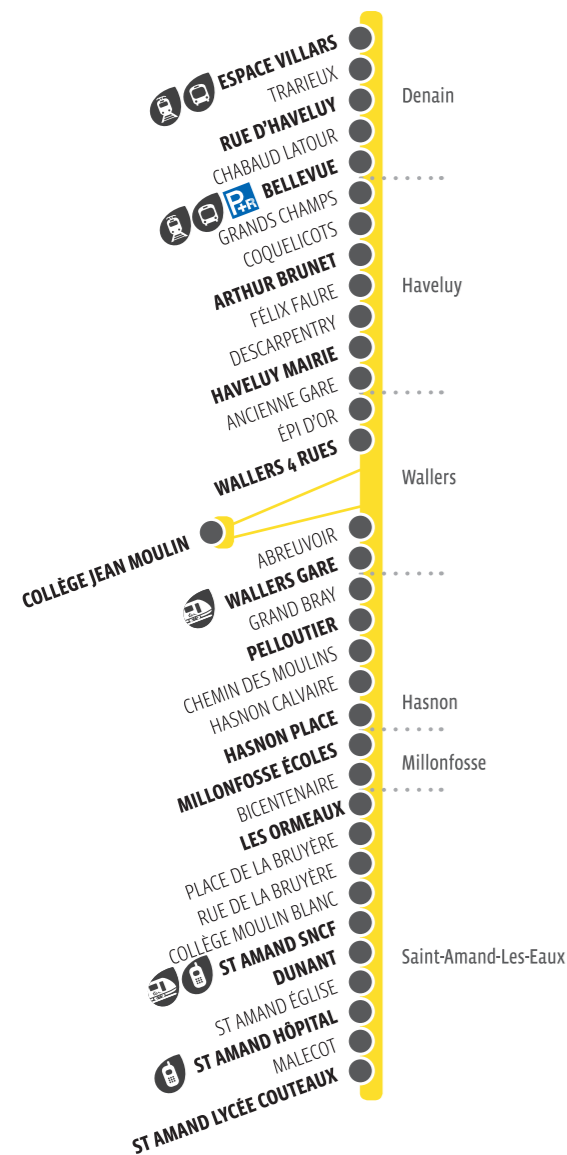 ESPACE VILLARS
TRARIEUX
RUE D'HAVELUY
CHABAUD LATOUR
Denain
P+R BELLEVUE
GRANDS CHAMPS
COQUELICOTS
ARTHUR BRUNET
FÉLIX FAURE
DESCARPENTRY
HAVELUY MAIRIE
Haveluy
ANCIENNE GARE
ÉPI D'OR
WALLERS 4 RUES
COLLÈGE JEAN MOULIN
ABREUVOIR
WALLERS GARE
Wallers
GRAND BRAY
PELLOUTIER
CHEMIN DES MOULINS
HASNON CALVAIRE
HASNON PLACE
Hasnon
MILLONFOSSE ÉCOLES
BICENTENAIRE
Millonfosse
LES ORMEAUX
PLACE DE LA BRUYÈRE
RUE DE LA BRUYÈRE
COLLÈGE MOULIN BLANC
ST AMAND SNCF
DUNANT
ST AMAND ÉGLISE
ST AMAND HÔPITAL
MALECOT
ST AMAND LYCÉE COUTEAUX
Saint-Amand-Les-Eaux